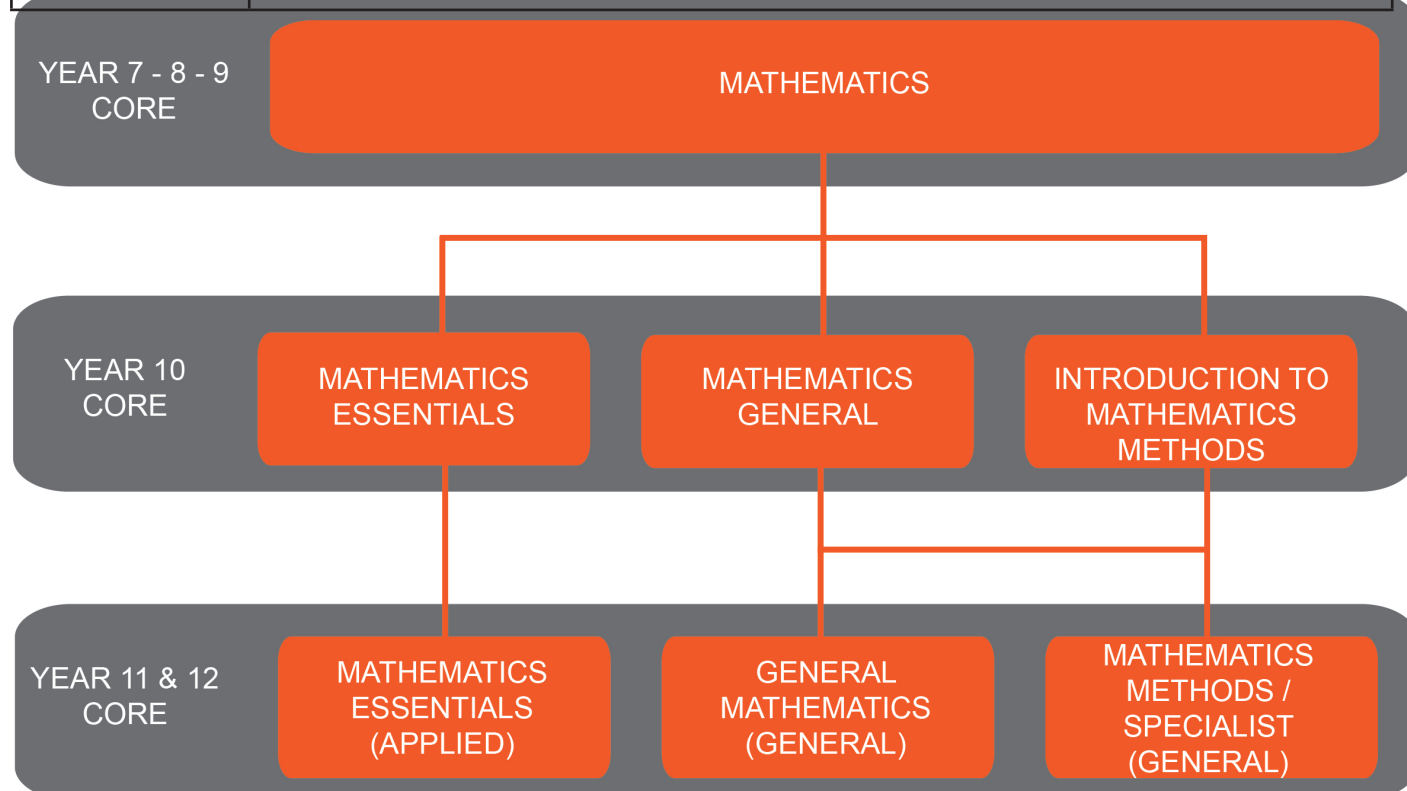 YEAR 7 - 8 - 9
CORE
MATHEMATICS
YEAR 10
CORE
MATHEMATICS
ESSENTIALS
MATHEMATICS
GENERAL
INTRODUCTION TO
MATHEMATICS
METHODS
YEAR 11 & 12
CORE
MATHEMATICS
ESSENTIALS
(APPLIED)
GENERAL
MATHEMATICS
(GENERAL)
MATHEMATICS
METHODS /
SPECIALIST
(GENERAL)